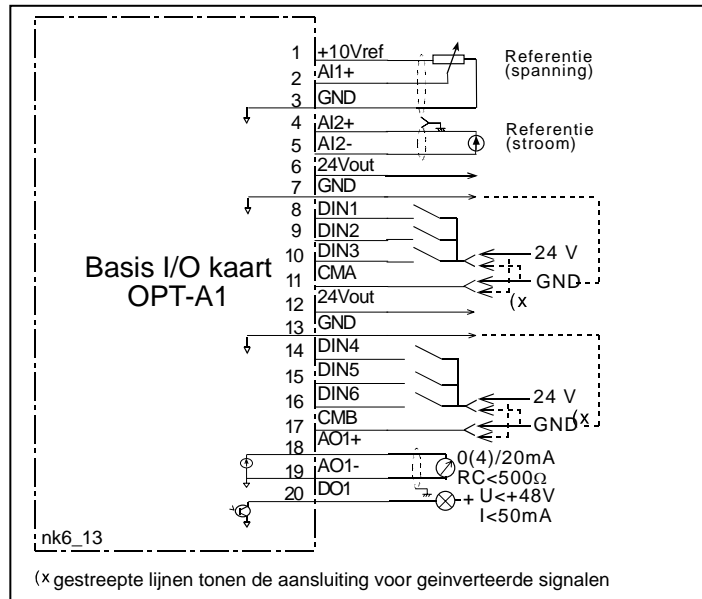 1 +10Vref
2 AI1+
3 GND
Referentie
(spanning)
4 AI2+
5 AI2-
Referentie
(stroom)
6 24Vout
7 GND
8 DIN1
9 DIN2
10 DIN3
11 CMA
24 V
GND
(x
Basis I/O kaart
OPT-A1
12 24Vout
13 GND
14 DIN4
15 DIN5
16 DIN6
17 CMB
24 V
GND (x
18 AO1+
19 AO1-
0(4)/20mA
RC<500Ω
20 DO1
+ U<+48V
I<50mA
nk6_13
(x gestreepte lijnen tonen de aansluiting voor geinverteerde signalen